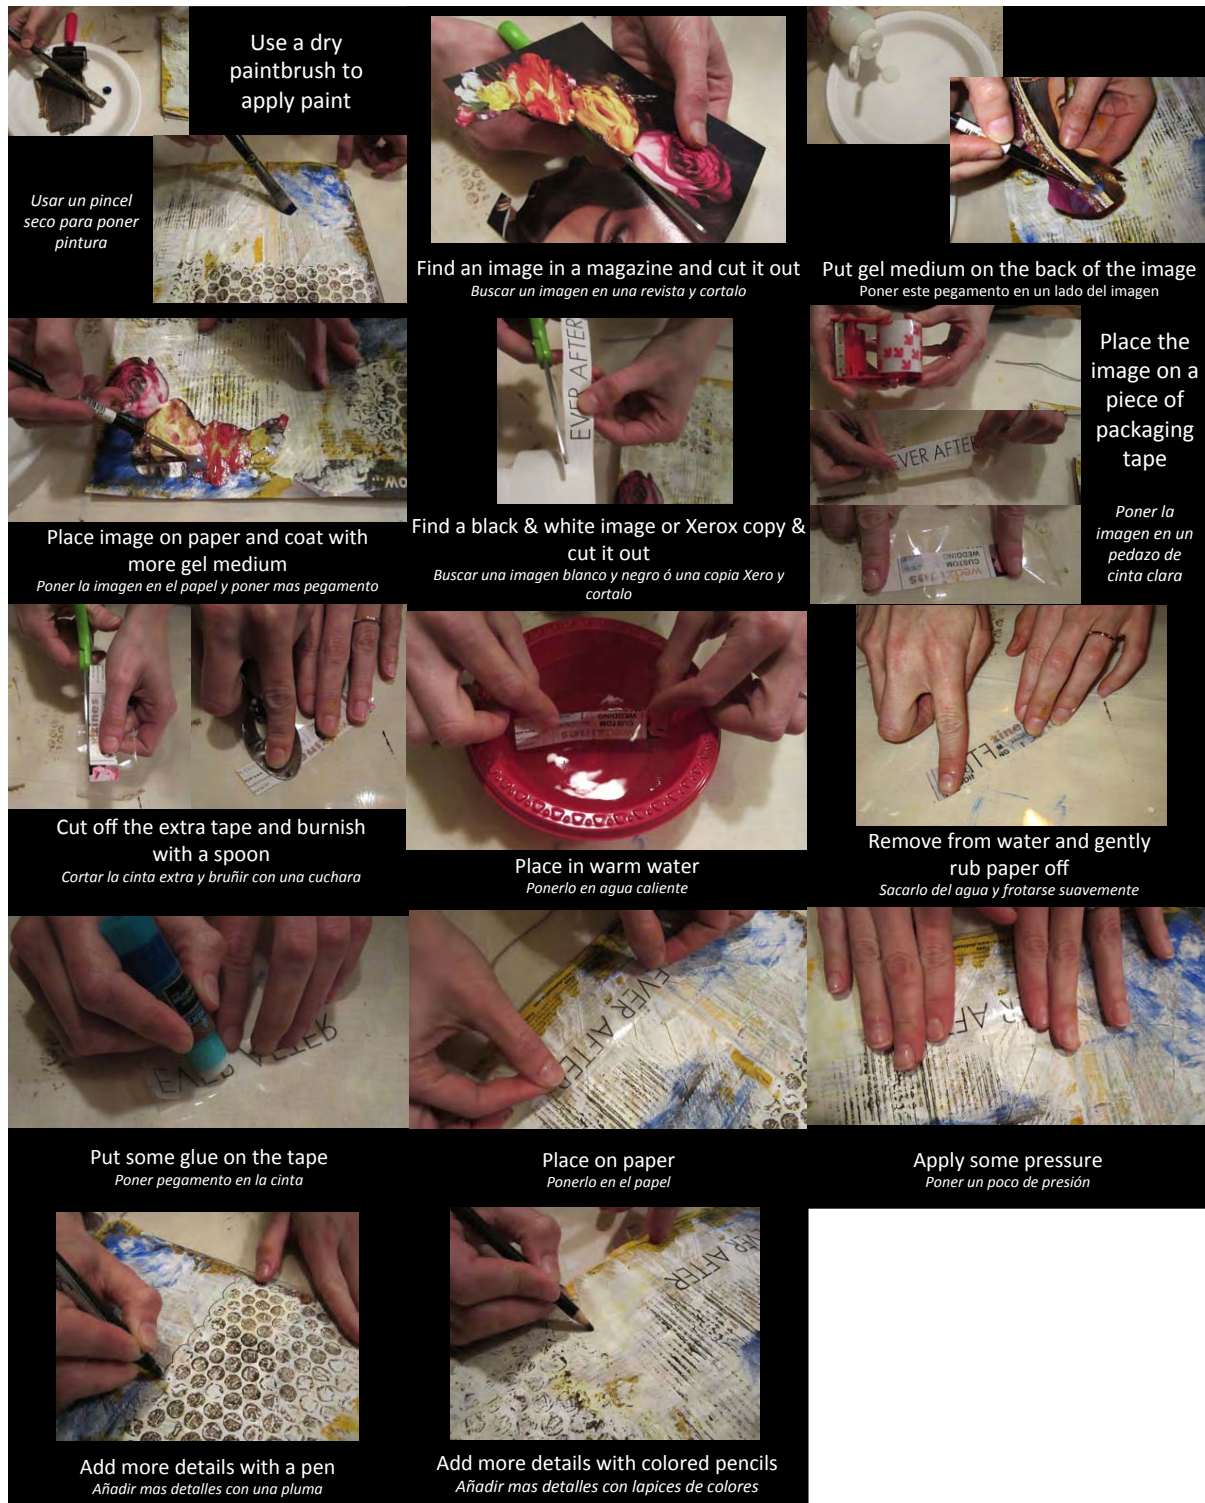 Use a dry
paintbrush to
apply paint
Usar un pincel
seco para poner
pintura
Find an image in a magazine and cut it out
Buscar un imagen en una revista y cortalo
Put gel medium on the back of the image
Poner este pegamento en un lado del imagen
Place image on paper and coat with
more gel medium
Poner la imagen en el papel y poner mas pegamento
EVER AFTER
Find a black & white image or Xerox copy &
cut it out
Buscar una imagen blanco y negro ó una copia Xero y
cortalo
EVER AFTER
CUSTOM
WEDDING
Place the
image on a
piece of
packaging
tape
Poner la
imagen en un
pedazo de
cinta clara
zines
Cut off the extra tape and burnish
with a spoon
Cortar la cinta extra y bruñir con una cuchara
CUSTOM
WEDDING
Place in warm water
Ponerlo en agua caliente
zine
Remove from water and gently
rub paper off
Sacarlo del agua y frotarse suavemente
EVER AFTER
Put some glue on the tape
Poner pegamento en la cinta
EVER AFTER
Place on paper
Ponerlo en el papel
Apply some pressure
Poner un poco de presión
Add more details with a pen
Añadir mas detalles con una pluma
EVER AFTER
Add more details with colored pencils
Añadir mas detalles con lapices de colores